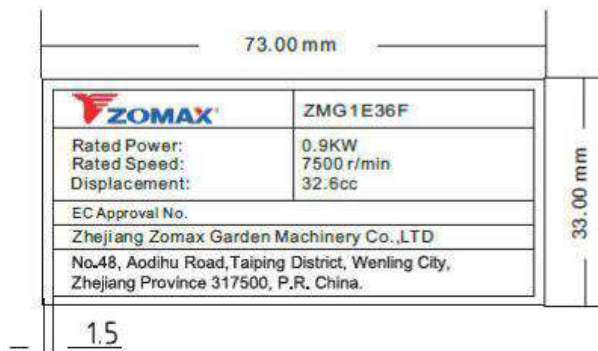 73.00 mm
ZOMAX
ZMG1E36F
Rated Power: 0.9KW
Rated Speed: 7500 r/min
Displacement: 32.6cc
EC Approval No.
Zhejiang Zomax Garden Machinery Co.,LTD
No.48, Aodihu Road,Taiping District, Wenling City,
Zhejiang Province 317500, P.R. China.
33.00 mm
1.5